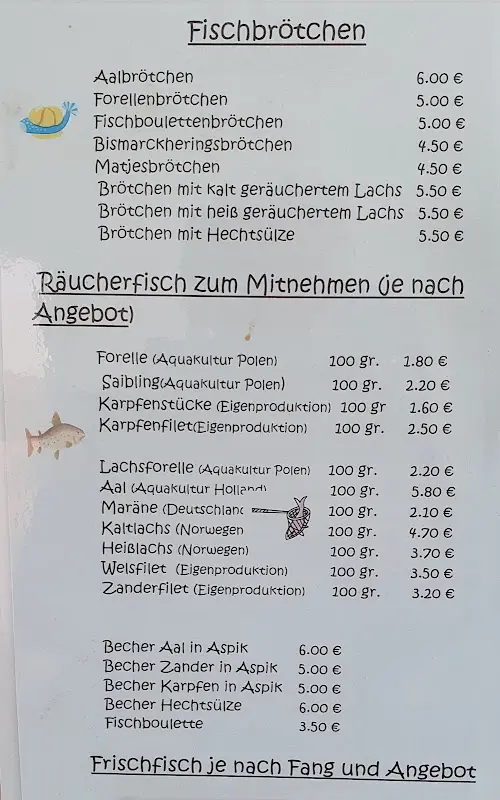 Fischbrötchen
Aalbrötchen 6.00 €
Forellenbrötchen 5.00 €
Fischboulettenbrötchen 5.00 €
Bismarckheringsbrötchen 4.50 €
Matjesbrötchen 4.50 €
Brötchen mit kalt geräuchertem Lachs 5.50 €
Brötchen mit heiß geräuchertem Lachs 5.50 €
Brötchen mit Hechtsülze 5.50 €
Räucherfisch zum Mitnehmen (je nach
Angebot)
Forelle (Aquakultur Polen) 100 gr. 1.80 €
Saibling(Aquakultur Polen) 100 gr. 2.20 €
Karpfenstücke (Eigenproduktion) 100 gr 1.60 €
Karpfenfilet(Eigenproduktion) 100 gr. 2.50 €
Lachsforelle (Aquakultur Polen) 100 gr. 2.20 €
Aal (Aquakultur Holland) 100 gr. 5.80 €
Maräne (Deutschland 100 gr. 2.10 €
Kaltlachs (Norwegen 100 gr. 4.70 €
Heißlachs (Norwegen) 100 gr. 3.70 €
Welsfilet (Eigenproduktion) 100 gr. 3.50 €
Zanderfilet (Eigenproduktion) 100 gr. 3.20 €
Becher Aal in Aspik 6.00 €
Becher Zander in Aspik 5.00 €
Becher Karpfen in Aspik 5.00 €
Becher Hechtsülze 6.00 €
Fischboulette 3.50 €
Frischfisch je nach Fang und Angebot